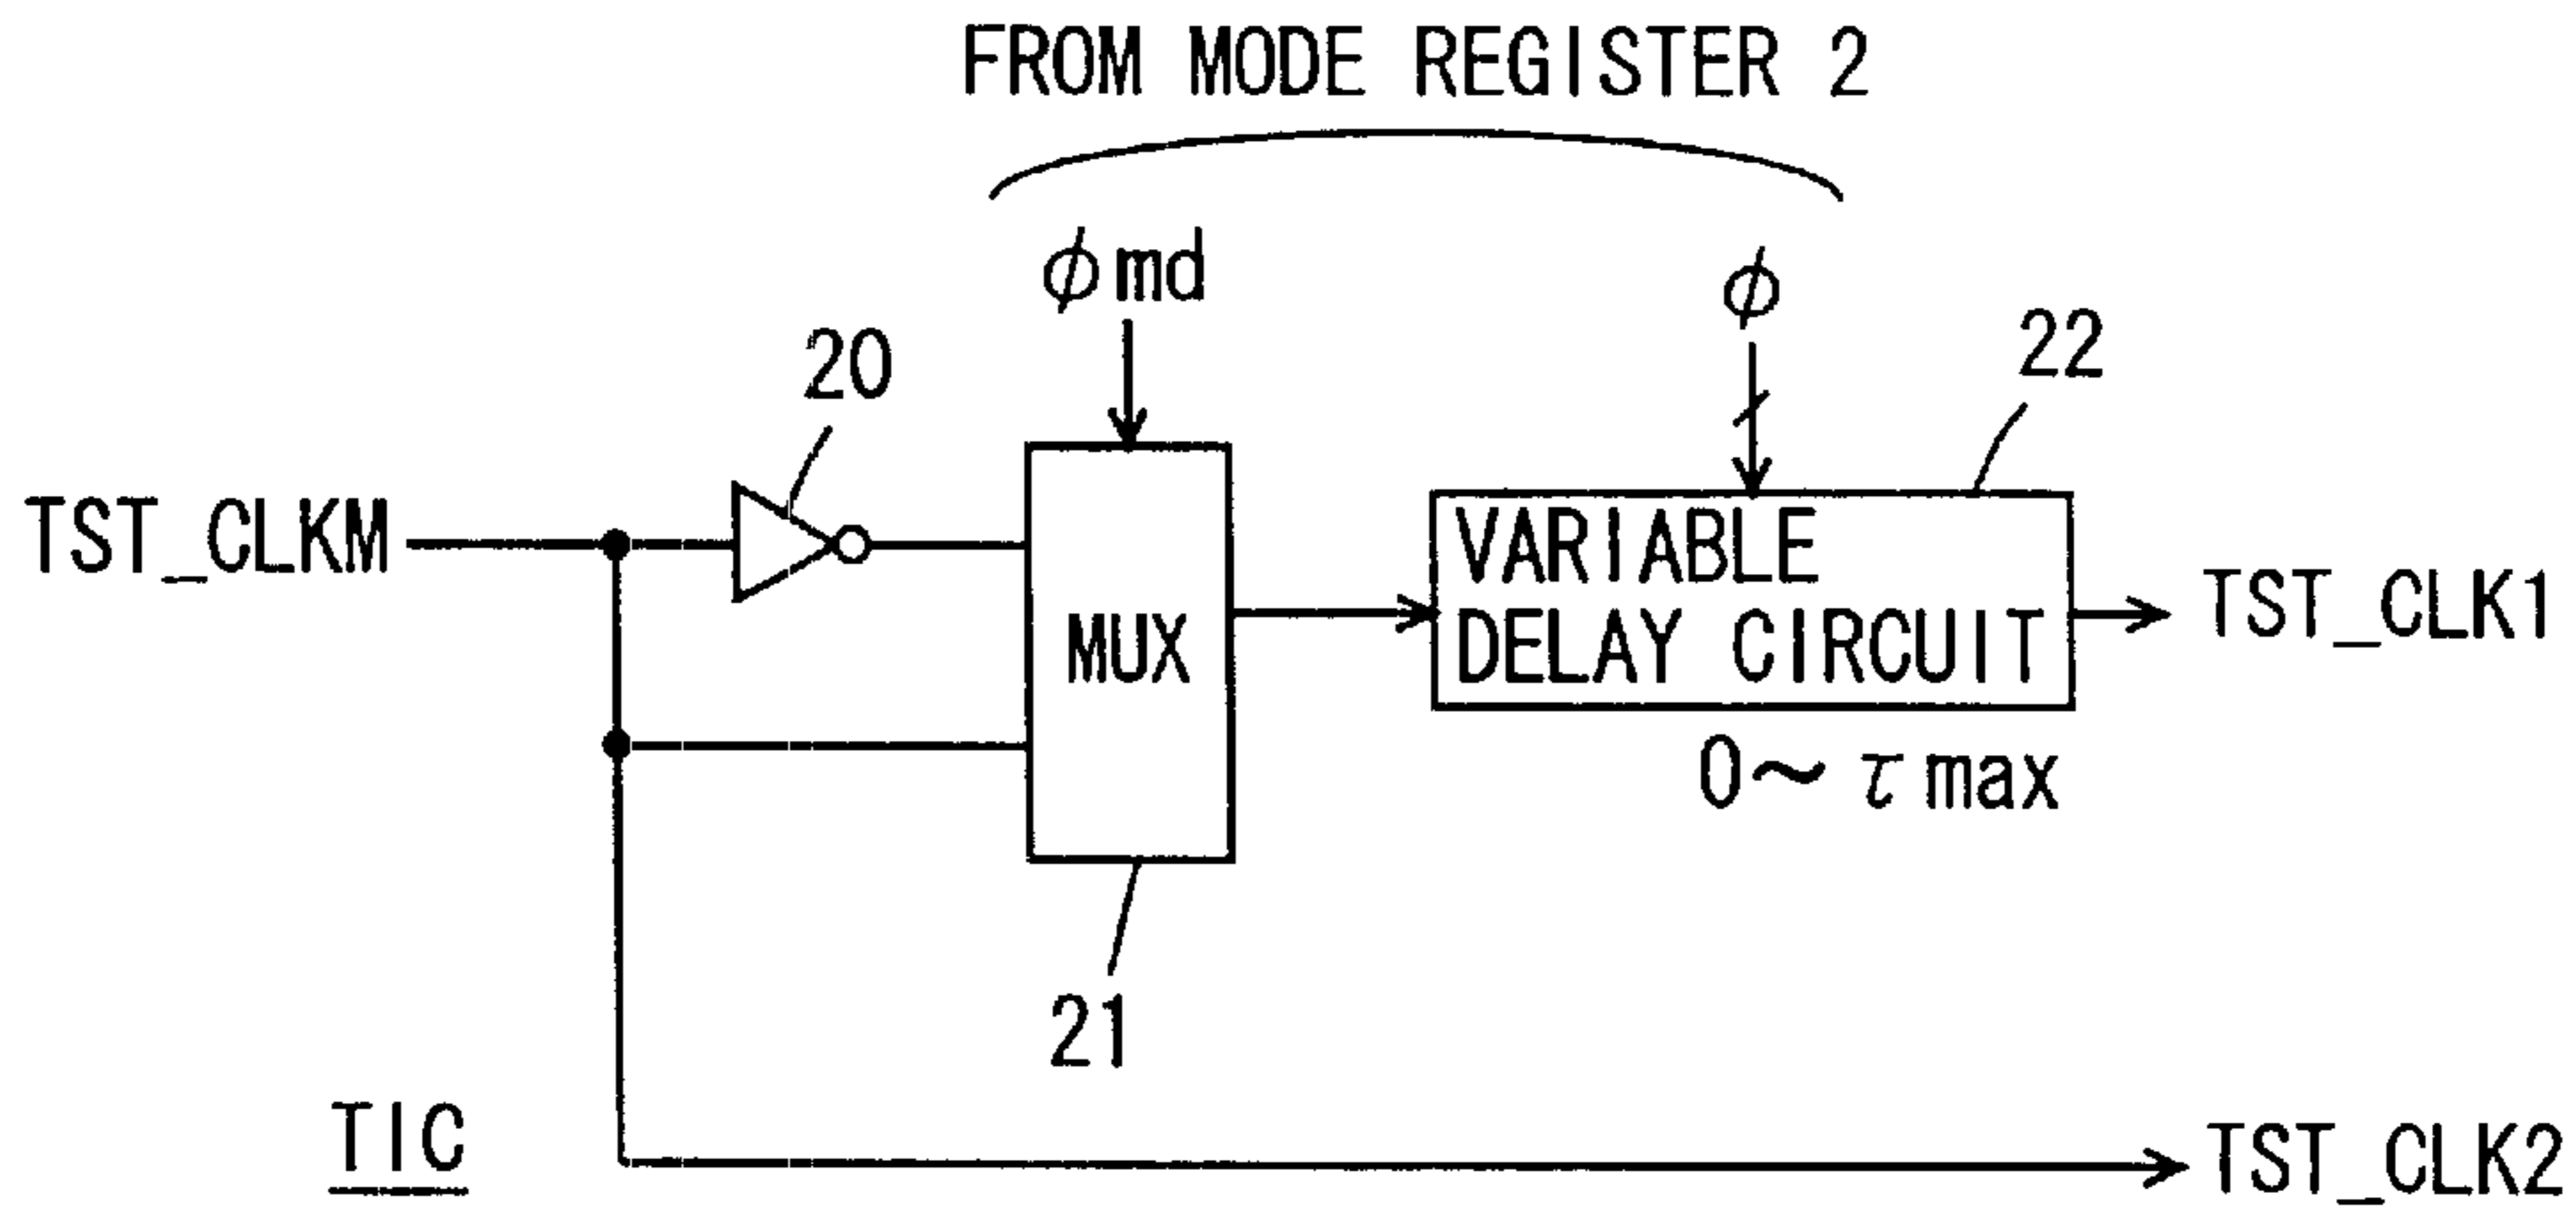 FROM MODE REGISTER 2
φmd
φ
20
22
TST_CLKM
MUX
VARIABLE
DELAY CIRCUIT
TST_CLK1
0~τmax
21
TIC
TST_CLK2